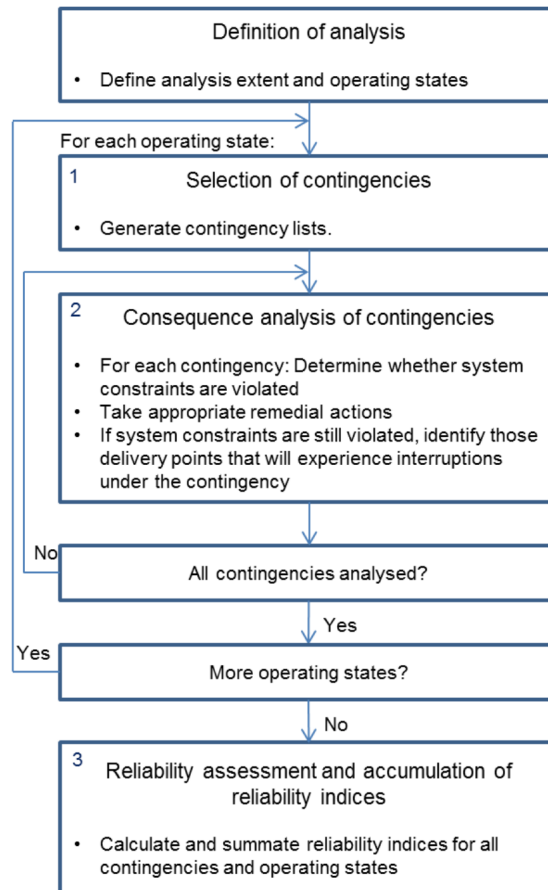 Definition of analysis
• Define analysis extent and operating states
For each operating state:
1
Selection of contingencies
• Generate contingency lists.
2
Consequence analysis of contingencies
• For each contingency: Determine whether system
constraints are violated
• Take appropriate remedial actions
• If system constraints are still violated, identify those
delivery points that will experience interruptions
under the contingency
No
All contingencies analysed?
Yes
Yes
More operating states?
No
3
Reliability assessment and accumulation of
reliability indices
• Calculate and summate reliability indices for all
contingencies and operating states